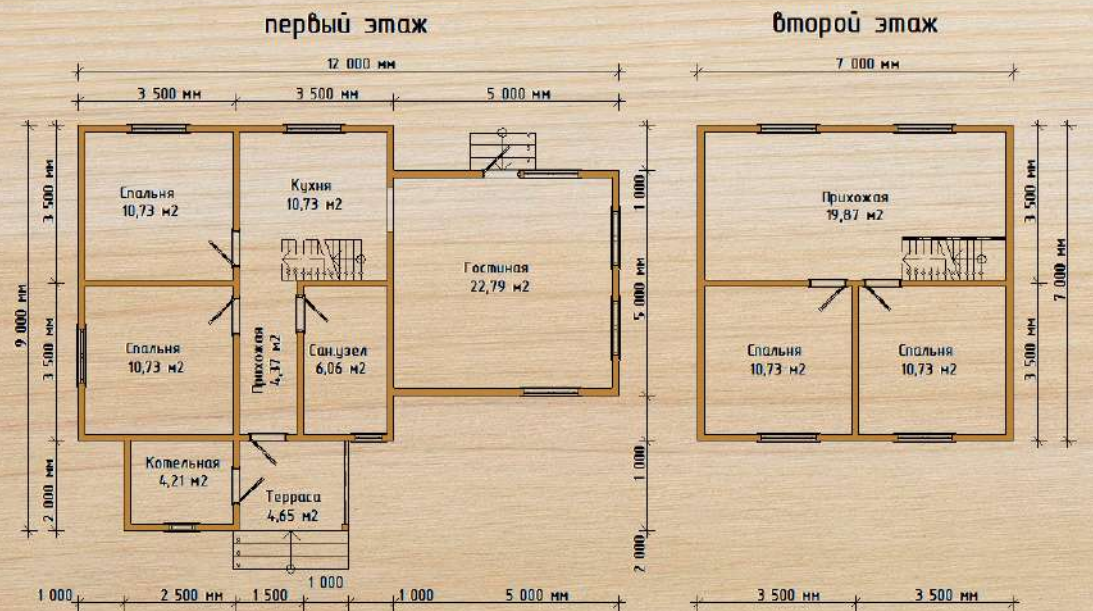 первый этаж
второй этаж
12 000 мм
7 000 мм
3 500 мм
3 500 мм
5 000 мм
9 000 мм
3 500 мм
3 500 мм
2 000 мм
Спальня
10,73 м2
Кухня
10,73 м2
Гостиная
22,79 м2
Спальня
10,73 м2
Прихожая
4,37 м2
Сан.узел
6,06 м2
Котельная
4,21 м2
Терраса
4,65 м2
1 000
5 000 мм
1 000
2 000
Прихожая
19,87 м2
Спальня
10,73 м2
Спальня
10,73 м2
3 500 мм
3 500 мм
7 000 мм
1 000
2 500 мм
1 500
1 000
1 000
5 000 мм
3 500 мм
3 500 мм